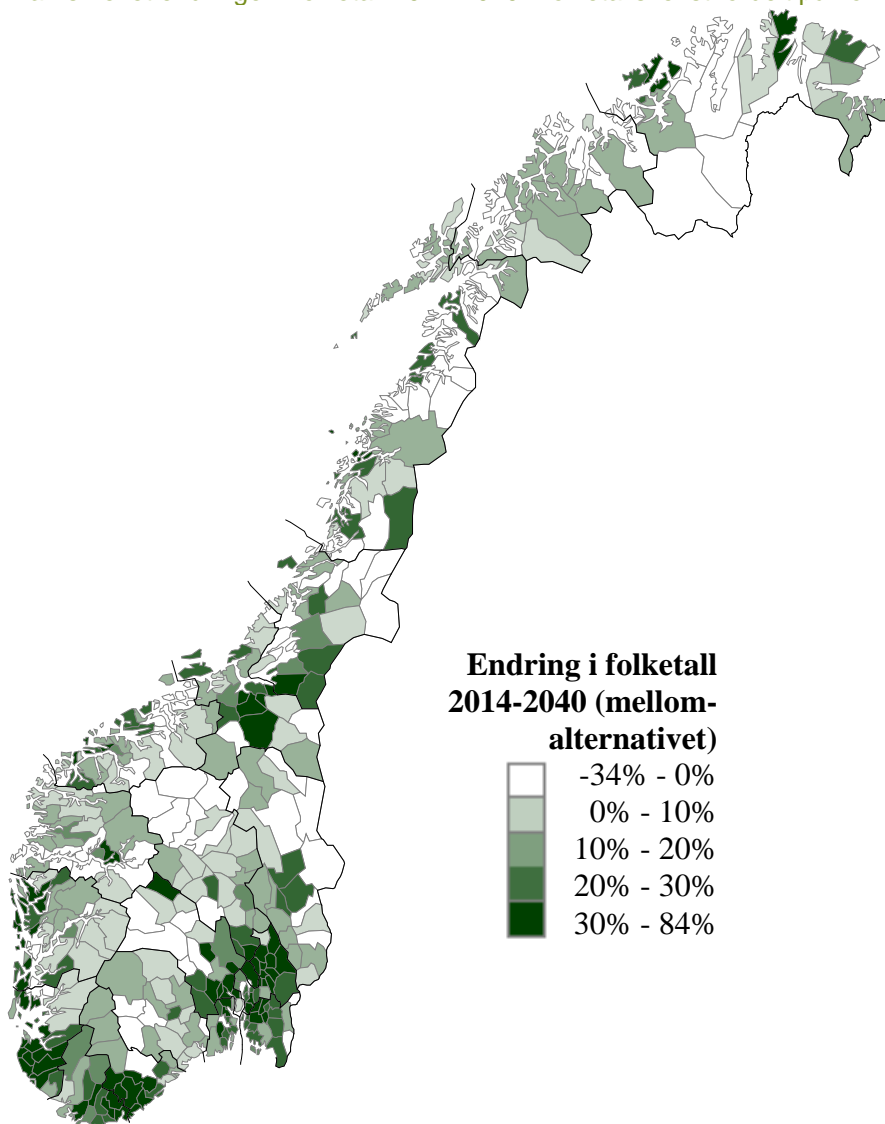 Endring i folketall
2014-2040 (mellom-
alternativet)
-34% - 0%
0% - 10%
10% - 20%
20% - 30%
30% - 84%